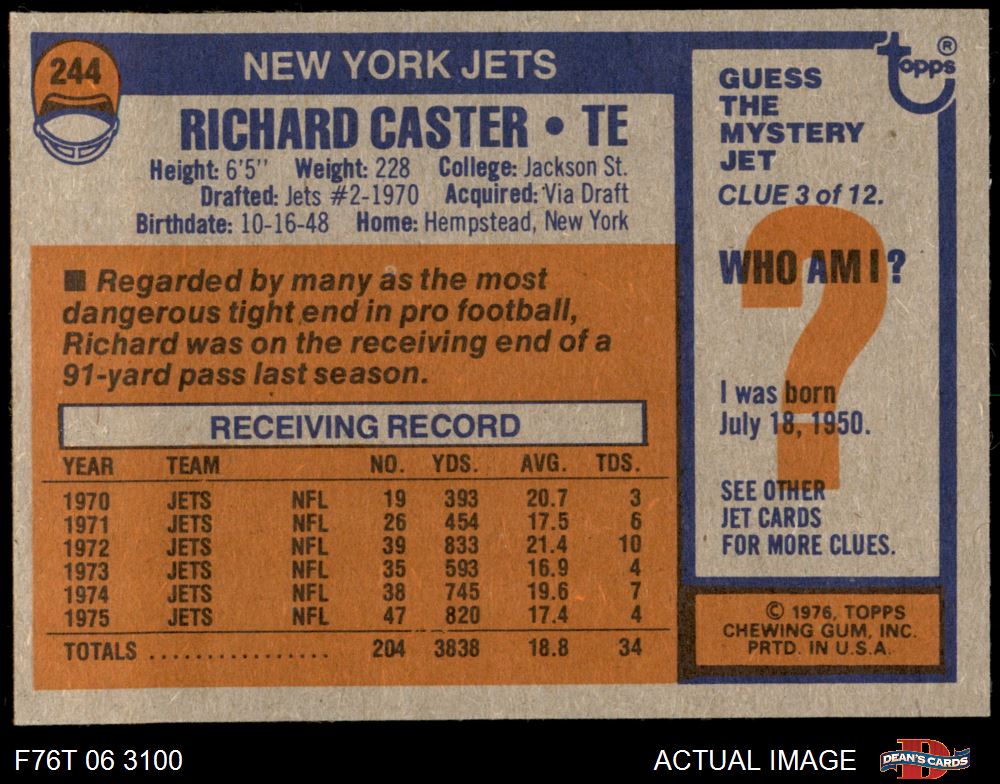 244
NEW YORK JETS
RICHARD CASTER • TE
Height: 6'5'' Weight: 228 College: Jackson St.
Drafted: Jets #2-1970 Acquired: Via Draft
Birthdate: 10-16-48 Home: Hempstead, New York
■ Regarded by many as the most
dangerous tight end in pro football,
Richard was on the receiving end of a
91-yard pass last season.
RECEIVING RECORD
YEAR TEAM NO. YDS. AVG. TDS.
1970 JETS NFL 19 393 20.7 3
1971 JETS NFL 26 454 17.5 6
1972 JETS NFL 39 833 21.4 10
1973 JETS NFL 35 593 16.9 4
1974 JETS NFL 38 745 19.6 7
1975 JETS NFL 47 820 17.4 4
TOTALS ................ 204 3838 18.8 34
topps ®
GUESS
THE
MYSTERY
JET
CLUE 3 of 12.
WHO AM I?
?
I was born
July 18, 1950.
SEE OTHER
JET CARDS
FOR MORE CLUES.
© 1976, TOPPS
CHEWING GUM, INC.
PRTD. IN U.S.A.
F76T 06 3100
ACTUAL IMAGE
D
DEAN'S CARDS